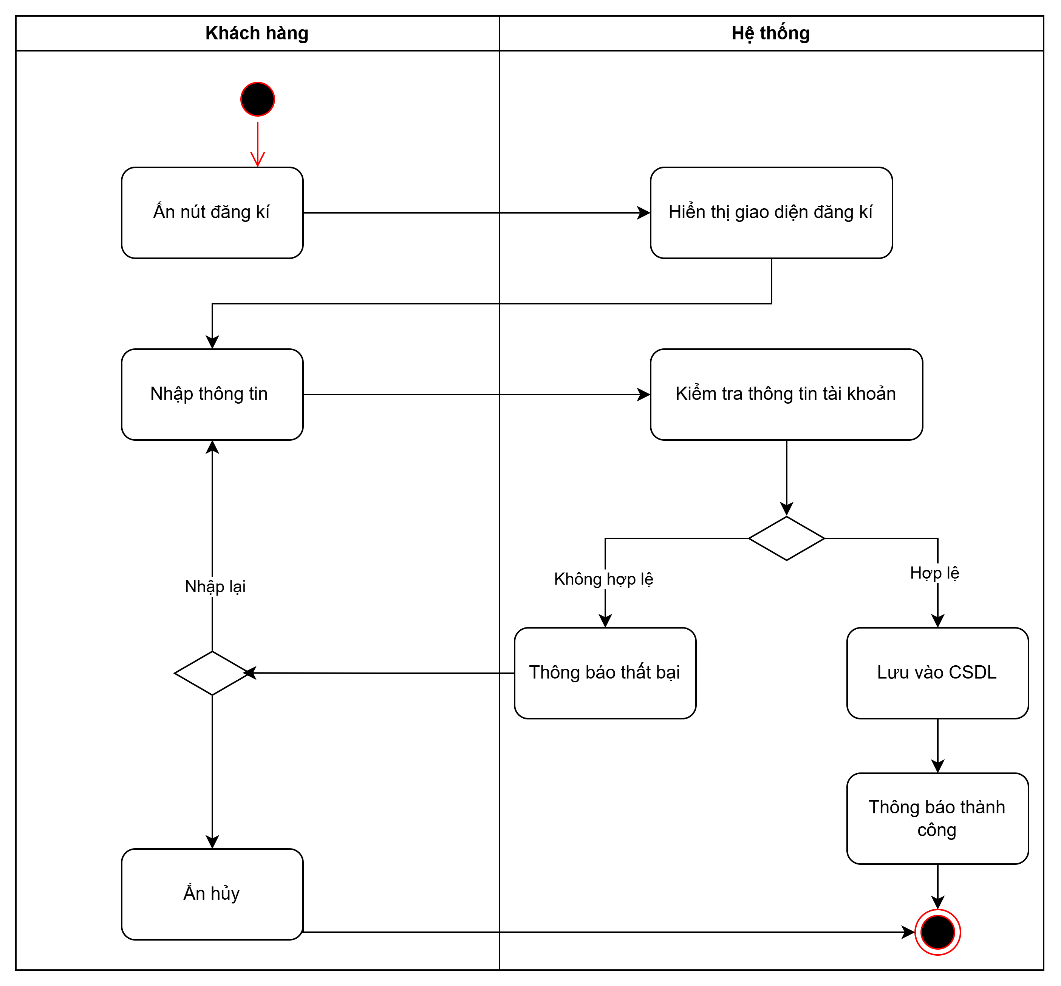 Khách hàng
Hệ thống
Ấn nút đăng kí
Hiển thị giao diện đăng kí
Nhập thông tin
Kiểm tra thông tin tài khoản
Không hợp lệ
Hợp lệ
Nhập lại
Thông báo thất bại
Lưu vào CSDL
Thông báo thành
công
Ấn hủy